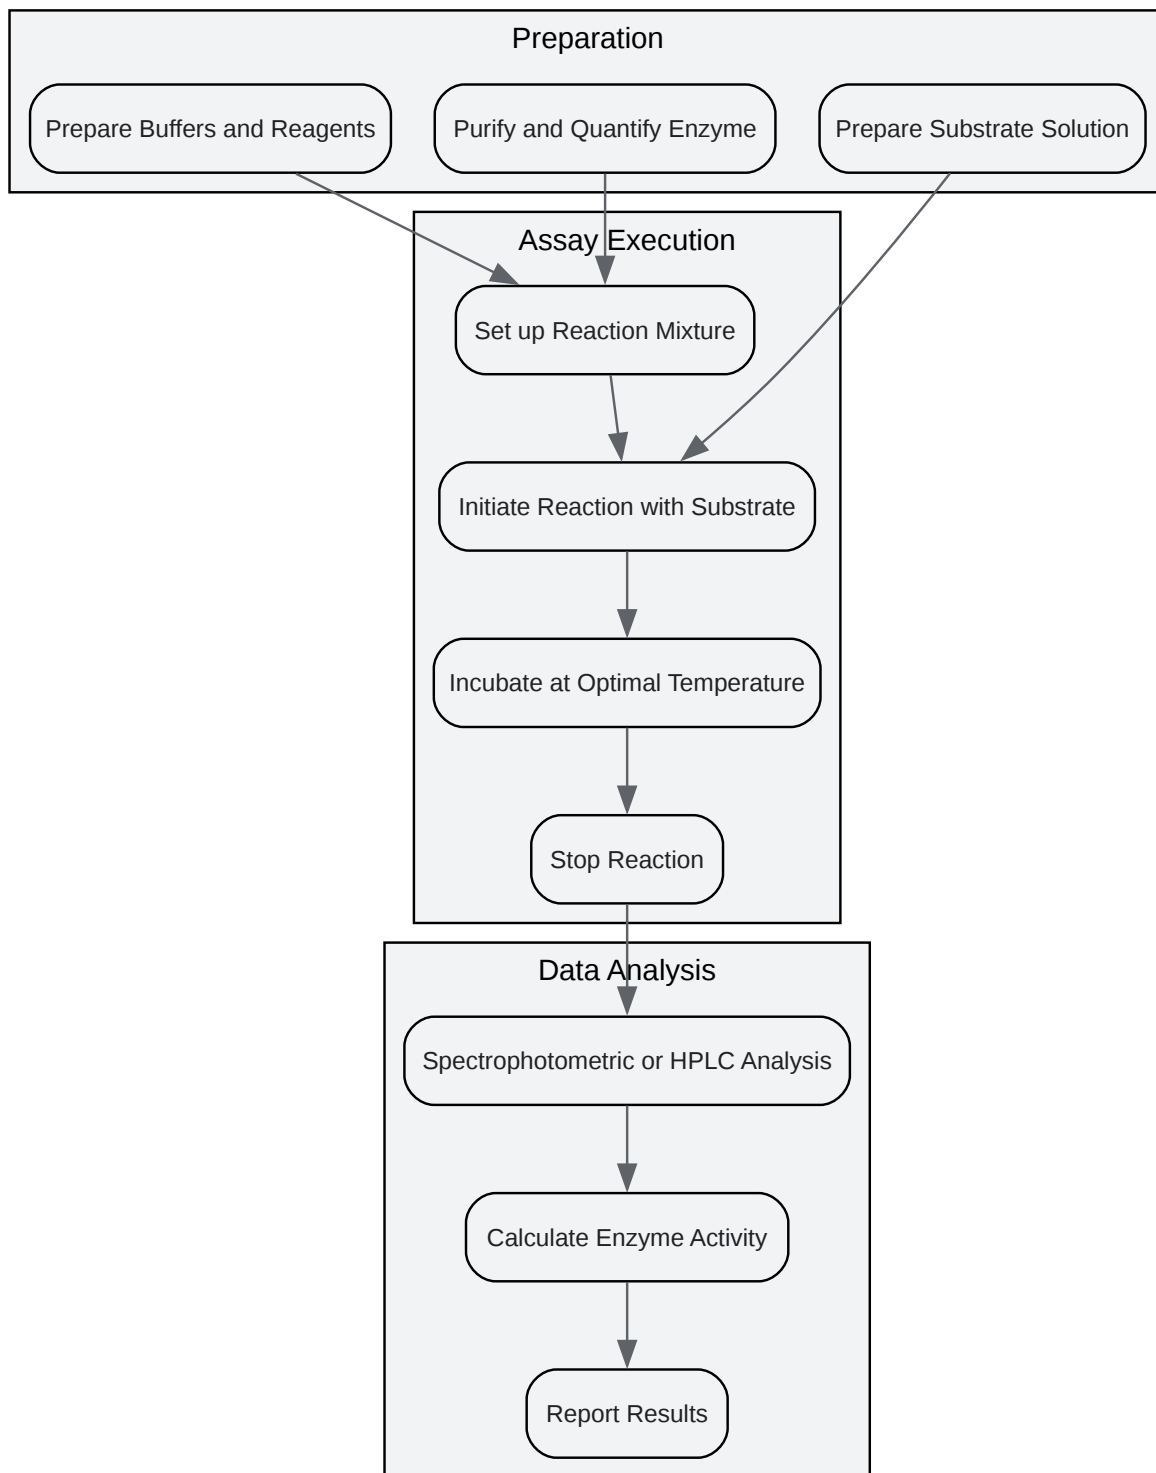 Preparation
Prepare Buffers and Reagents
Purify and Quantify Enzyme
Prepare Substrate Solution
Assay Execution
Set up Reaction Mixture
Initiate Reaction with Substrate
Incubate at Optimal Temperature
Stop Reaction
Data Analysis
Spectrophotometric or HPLC Analysis
Calculate Enzyme Activity
Report Results